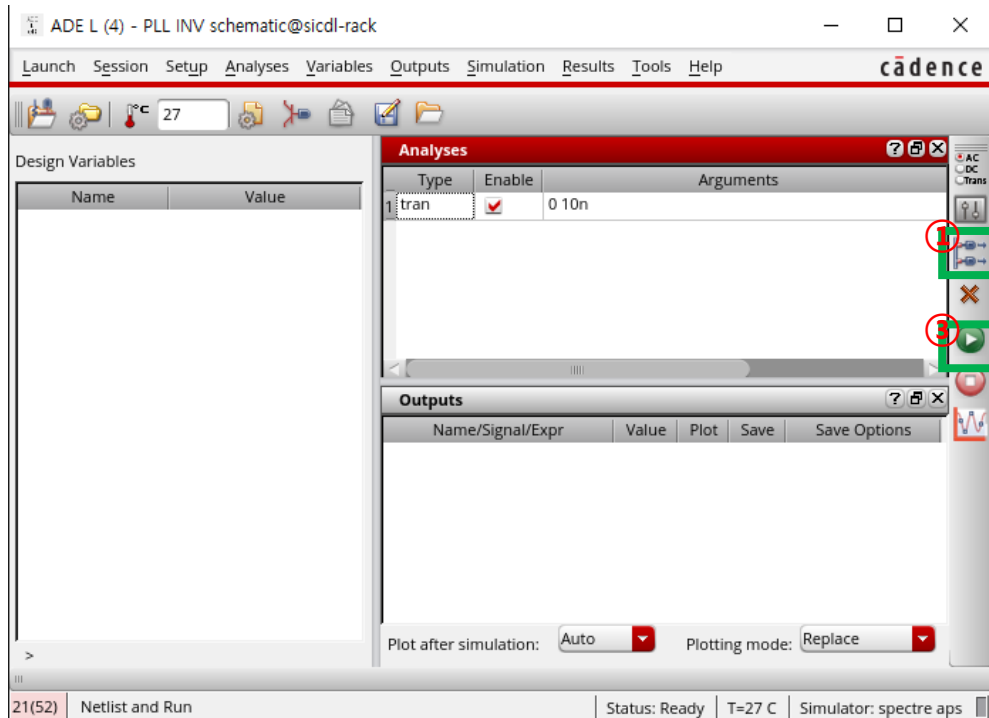 ADE L (4) - PLL INV schematic@sicdl-rack
Launch Session Setup Analyses Variables Outputs Simulation Results Tools Help cādence
°C 27
Design Variables
Name Value
>
Analyses
Type Enable Arguments
1 tran 0 10n
Outputs
Name/Signal/Expr Value Plot Save Save Options
Plot after simulation: Auto Plotting mode: Replace
AC
DC
Trans
①
③
21(52) Netlist and Run Status: Ready T=27 C Simulator: spectre aps